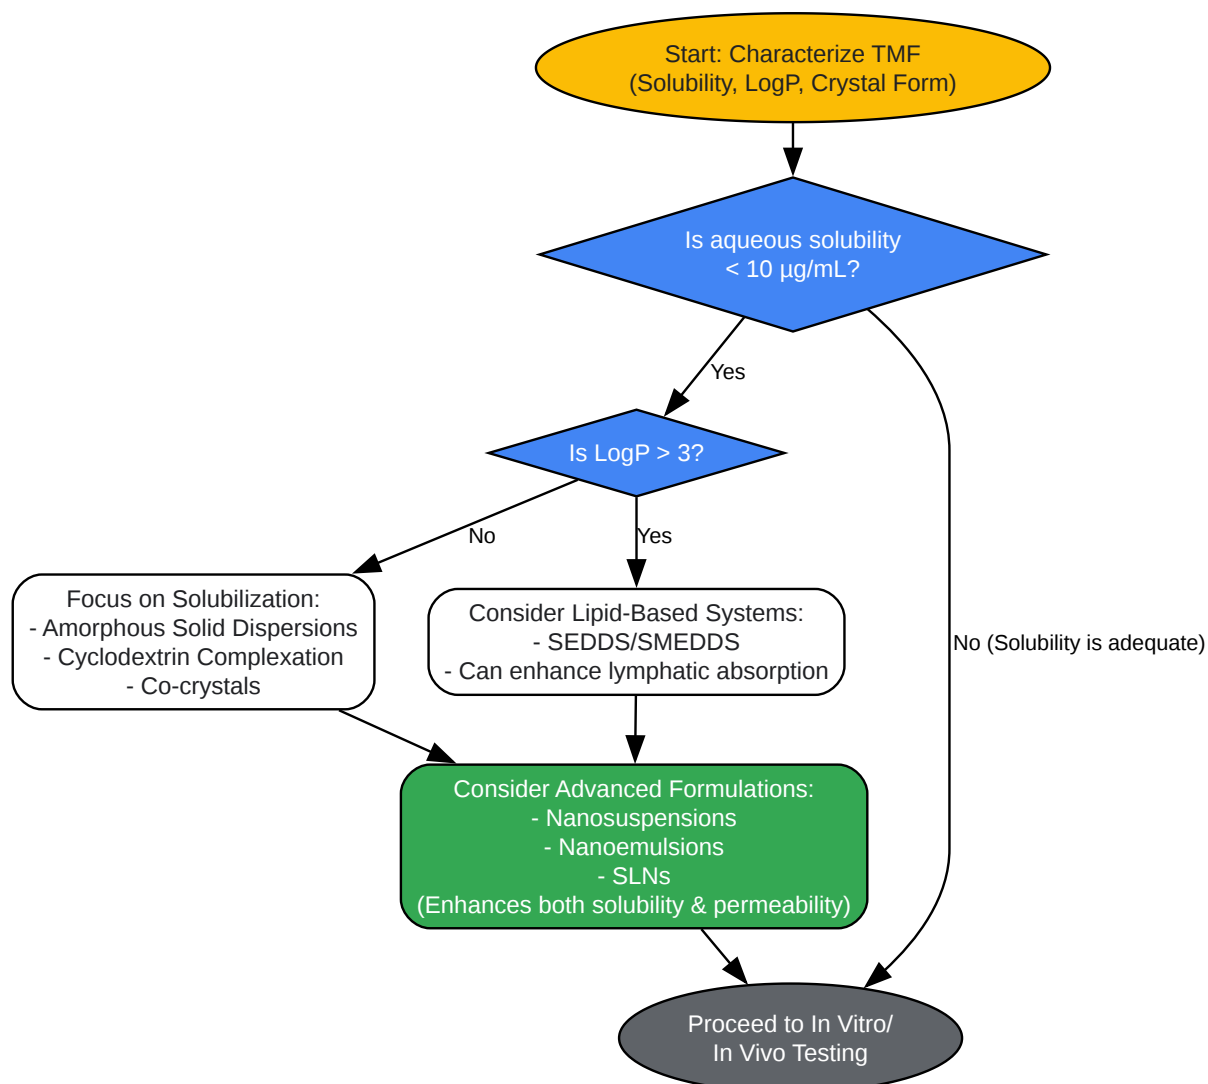 Start: Characterize TMF
(Solubility, LogP, Crystal Form)
Is aqueous solubility
< 10 µg/mL?
Yes
Is LogP > 3?
No
Yes
Focus on Solubilization:
- Amorphous Solid Dispersions
- Cyclodextrin Complexation
- Co-crystals
Consider Lipid-Based Systems:
- SEDDS/SMEDDS
- Can enhance lymphatic absorption
No (Solubility is adequate)
Consider Advanced Formulations:
- Nanosuspensions
- Nanoemulsions
- SLNs
(Enhances both solubility & permeability)
Proceed to In Vitro/
In Vivo Testing